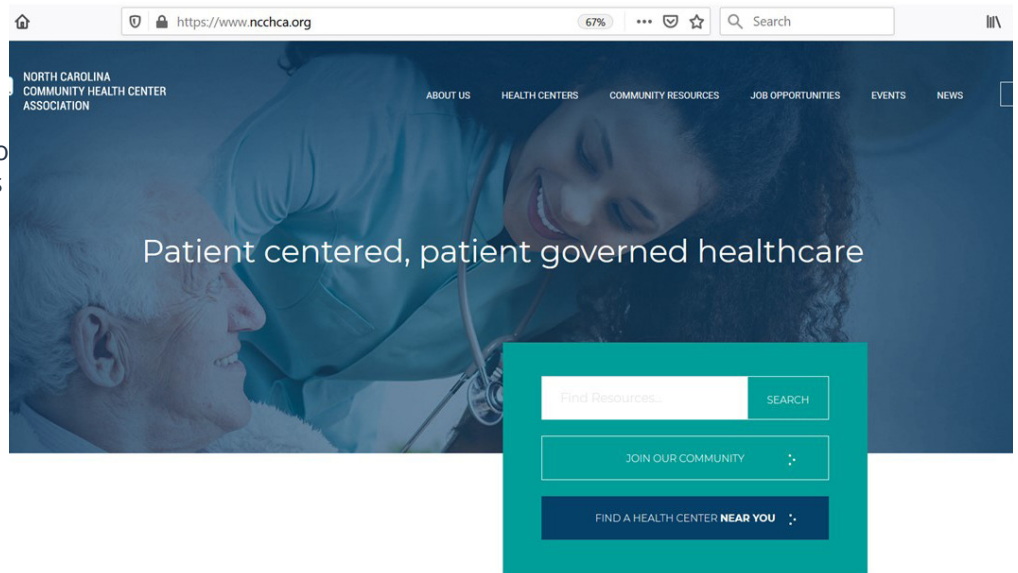 https://www.ncchca.org
67%
Search
NORTH CAROLINA
COMMUNITY HEALTH CENTER
ASSOCIATION
ABOUT US
HEALTH CENTERS
COMMUNITY RESOURCES
JOB OPPORTUNITIES
EVENTS
NEWS
Patient centered, patient governed healthcare
Find Resources...
SEARCH
JOIN OUR COMMUNITY
FIND A HEALTH CENTER NEAR YOU